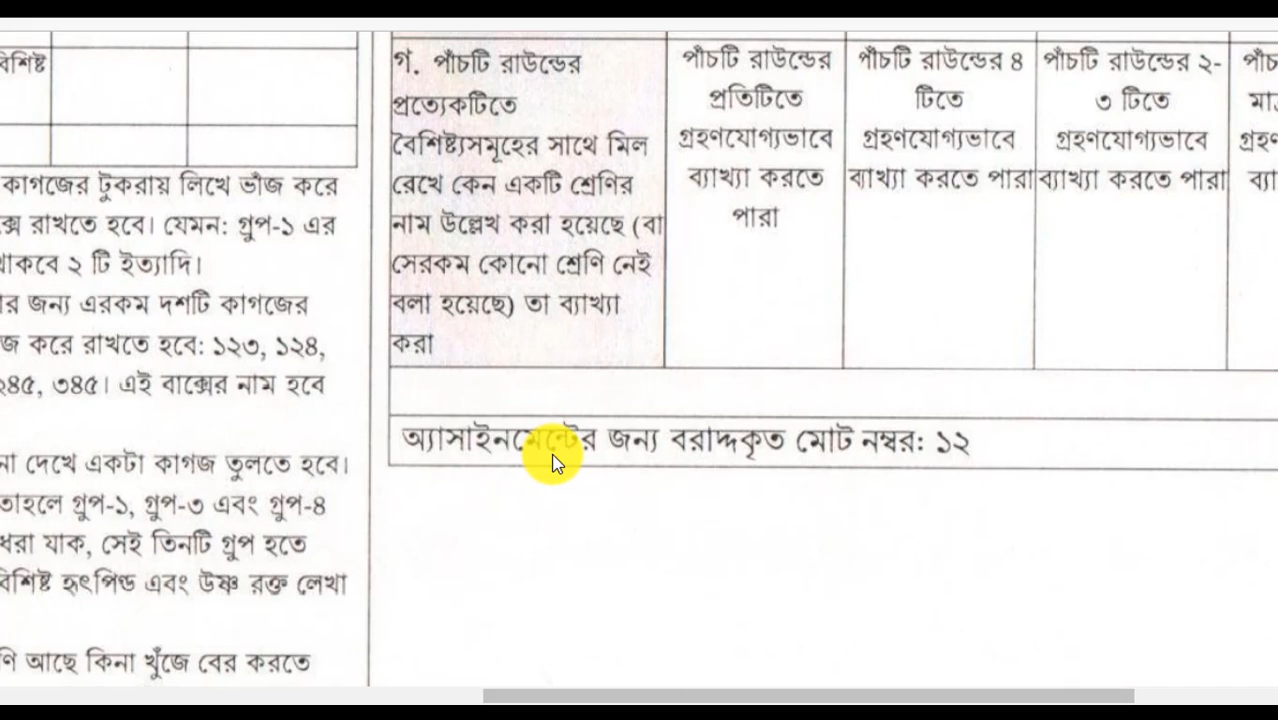 বিশিষ্ট
কাগজের টুকরায় লিখে ভাঁজ করে
রাখতে হবে। যেমন: গ্রুপ-১ এর
থাকবে ২ টি ইত্যাদি।
জন্য এরকম দশটি কাগজের
করে রাখতে হবে: ১২৩, ১২৪,
২৪৫, ৩৪৫। এই বাক্সের নাম হবে
না দেখে একটা কাগজ তুলতে হবে।
তাহলে গ্রুপ-১, গ্রুপ-৩ এবং গ্রুপ-৪
ধরা যাক, সেই তিনটি গ্রুপ হতে
বিশিষ্ট হৃৎপিন্ড এবং উষ্ণ রক্ত লেখা
আছে কিনা খুঁজে বের করতে
গ. পাঁচটি রাউন্ডের
প্রত্যেকটিতে
বৈশিষ্ট্যসমূহের সাথে মিল
রেখে কেন একটি শ্রেণির
নাম উল্লেখ করা হয়েছে (বা
সেরকম কোনো শ্রেণি নেই
বলা হয়েছে) তা ব্যাখ্যা
করা
পাঁচটি রাউন্ডের
প্রতিটিতে
গ্রহণযোগ্যভাবে
ব্যাখ্যা করতে
পারা
পাঁচটি রাউন্ডের ৪
টিতে
গ্রহণযোগ্যভাবে
ব্যাখ্যা করতে পারা
পাঁচটি রাউন্ডের ২-
৩ টিতে
গ্রহণযোগ্যভাবে
ব্যাখ্যা করতে পারা
অ্যাসাইনমেন্টের জন্য বরাদ্দকৃত মোট নম্বর: ১২